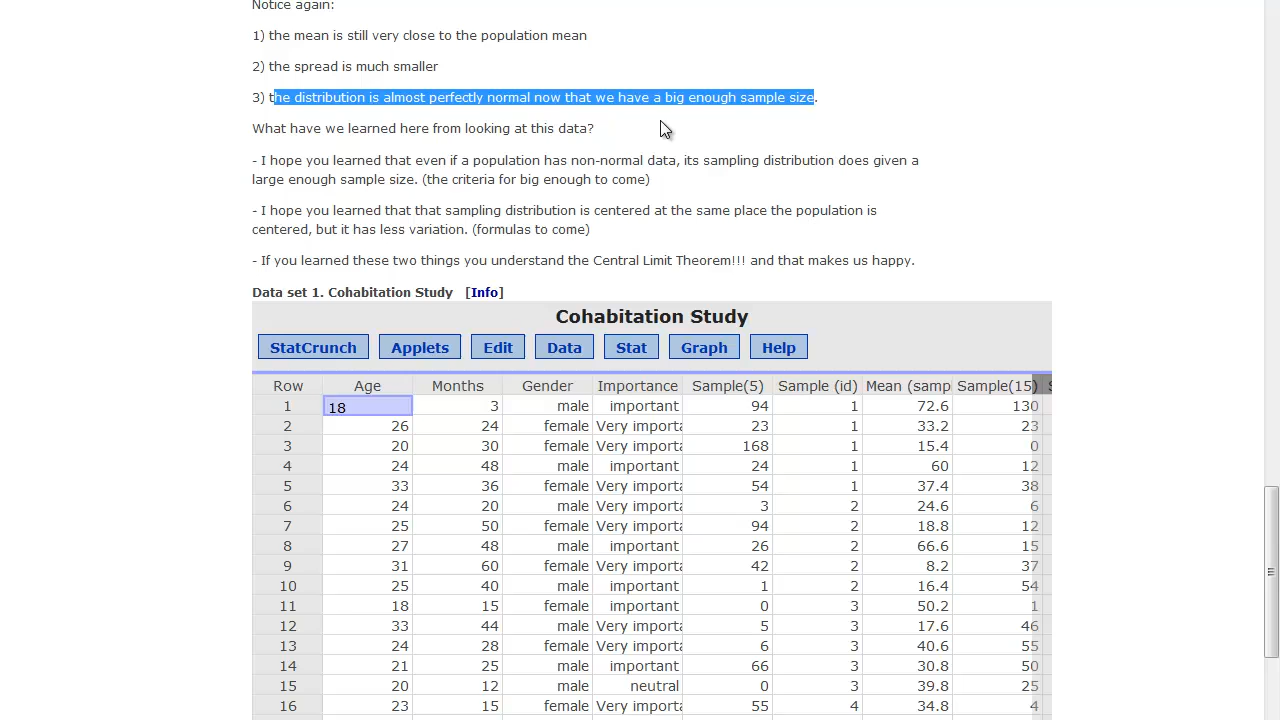 Notice again:
1) the mean is still very close to the population mean
2) the spread is much smaller
3) the distribution is almost perfectly normal now that we have a big enough sample size.
What have we learned here from looking at this data?
- I hope you learned that even if a population has non-normal data, its sampling distribution does given a
large enough sample size. (the criteria for big enough to come)
- I hope you learned that that sampling distribution is centered at the same place the population is
centered, but it has less variation. (formulas to come)
- If you learned these two things you understand the Central Limit Theorem!!! and that makes us happy.
Data set 1. Cohabitation Study [Info]
Cohabitation Study
StatCrunch Applets Edit Data Stat Graph Help
Row Age Months Gender Importance Sample(5) Sample (id) Mean (samp Sample(15)
1 18 3 male important 94 1 72.6 130
2 26 24 female Very importa 23 1 33.2 23
3 20 30 female Very importa 168 1 15.4 0
4 24 48 male important 24 1 60 12
5 33 36 female Very importa 54 1 37.4 38
6 24 20 male Very importa 3 2 24.6 6
7 25 50 female Very importa 94 2 18.8 12
8 27 48 male important 26 2 66.6 15
9 31 60 female Very importa 42 2 8.2 37
10 25 40 male important 1 2 16.4 54
11 18 15 female important 0 3 50.2 1
12 33 44 male Very importa 5 3 17.6 46
13 24 28 female Very importa 6 3 40.6 55
14 21 25 male important 66 3 30.8 50
15 20 12 male neutral 0 3 39.8 25
16 23 15 female Very importa 55 4 34.8 4